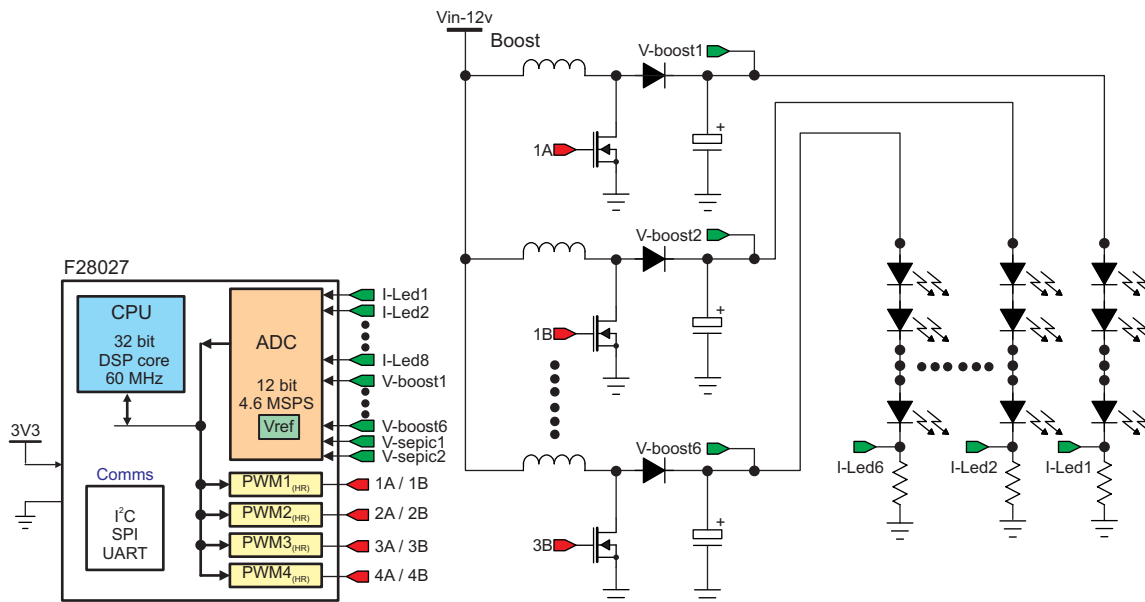 Vin-12v
Boost
V-boost1
1A
V-boost2
1B
V-boost6
3B
I-Led6
I-Led2
I-Led1
F28027
CPU
32 bit
DSP core
60 MHz
ADC
12 bit
4.6 MSPS
Vref
I-Led1
I-Led2
I-Led8
V-boost1
V-boost6
V-sepic1
V-sepic2
3V3
Comms
I²C
SPI
UART
PWM1(HR)
1A / 1B
PWM2(HR)
2A / 2B
PWM3(HR)
3A / 3B
PWM4(HR)
4A / 4B
+
+
+